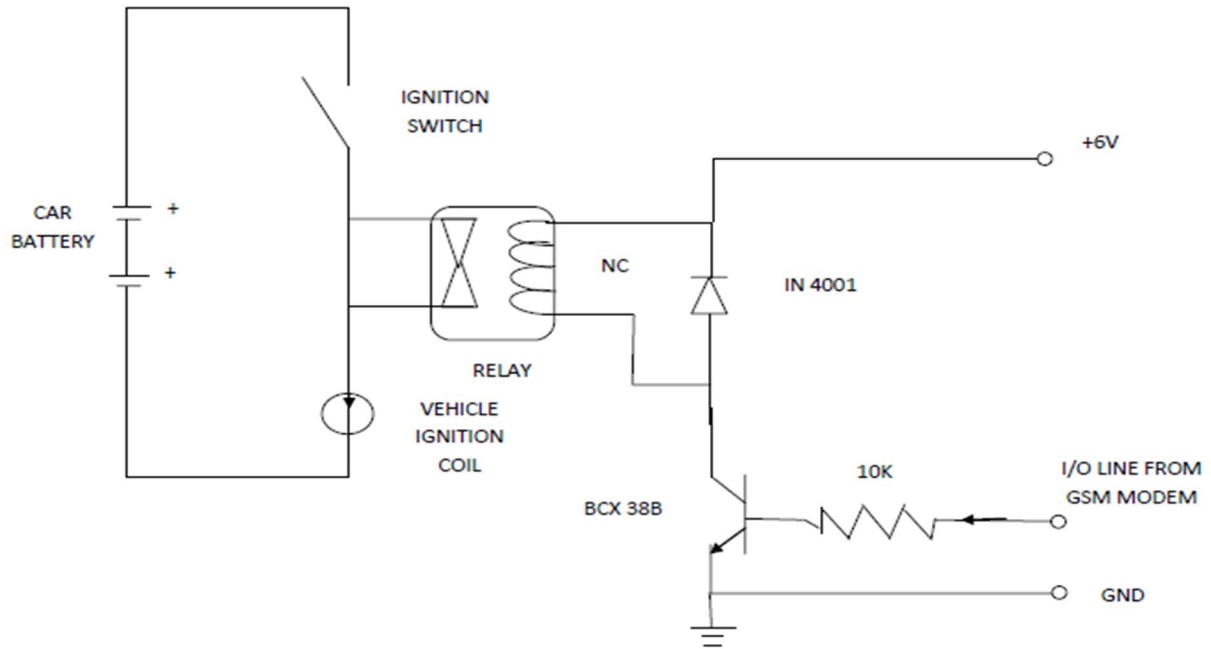 IGNITION
SWITCH
+6V
CAR
BATTERY
+
+
NC
IN 4001
RELAY
VEHICLE
IGNITION
COIL
10K
I/O LINE FROM
GSM MODEM
BCX 38B
GND